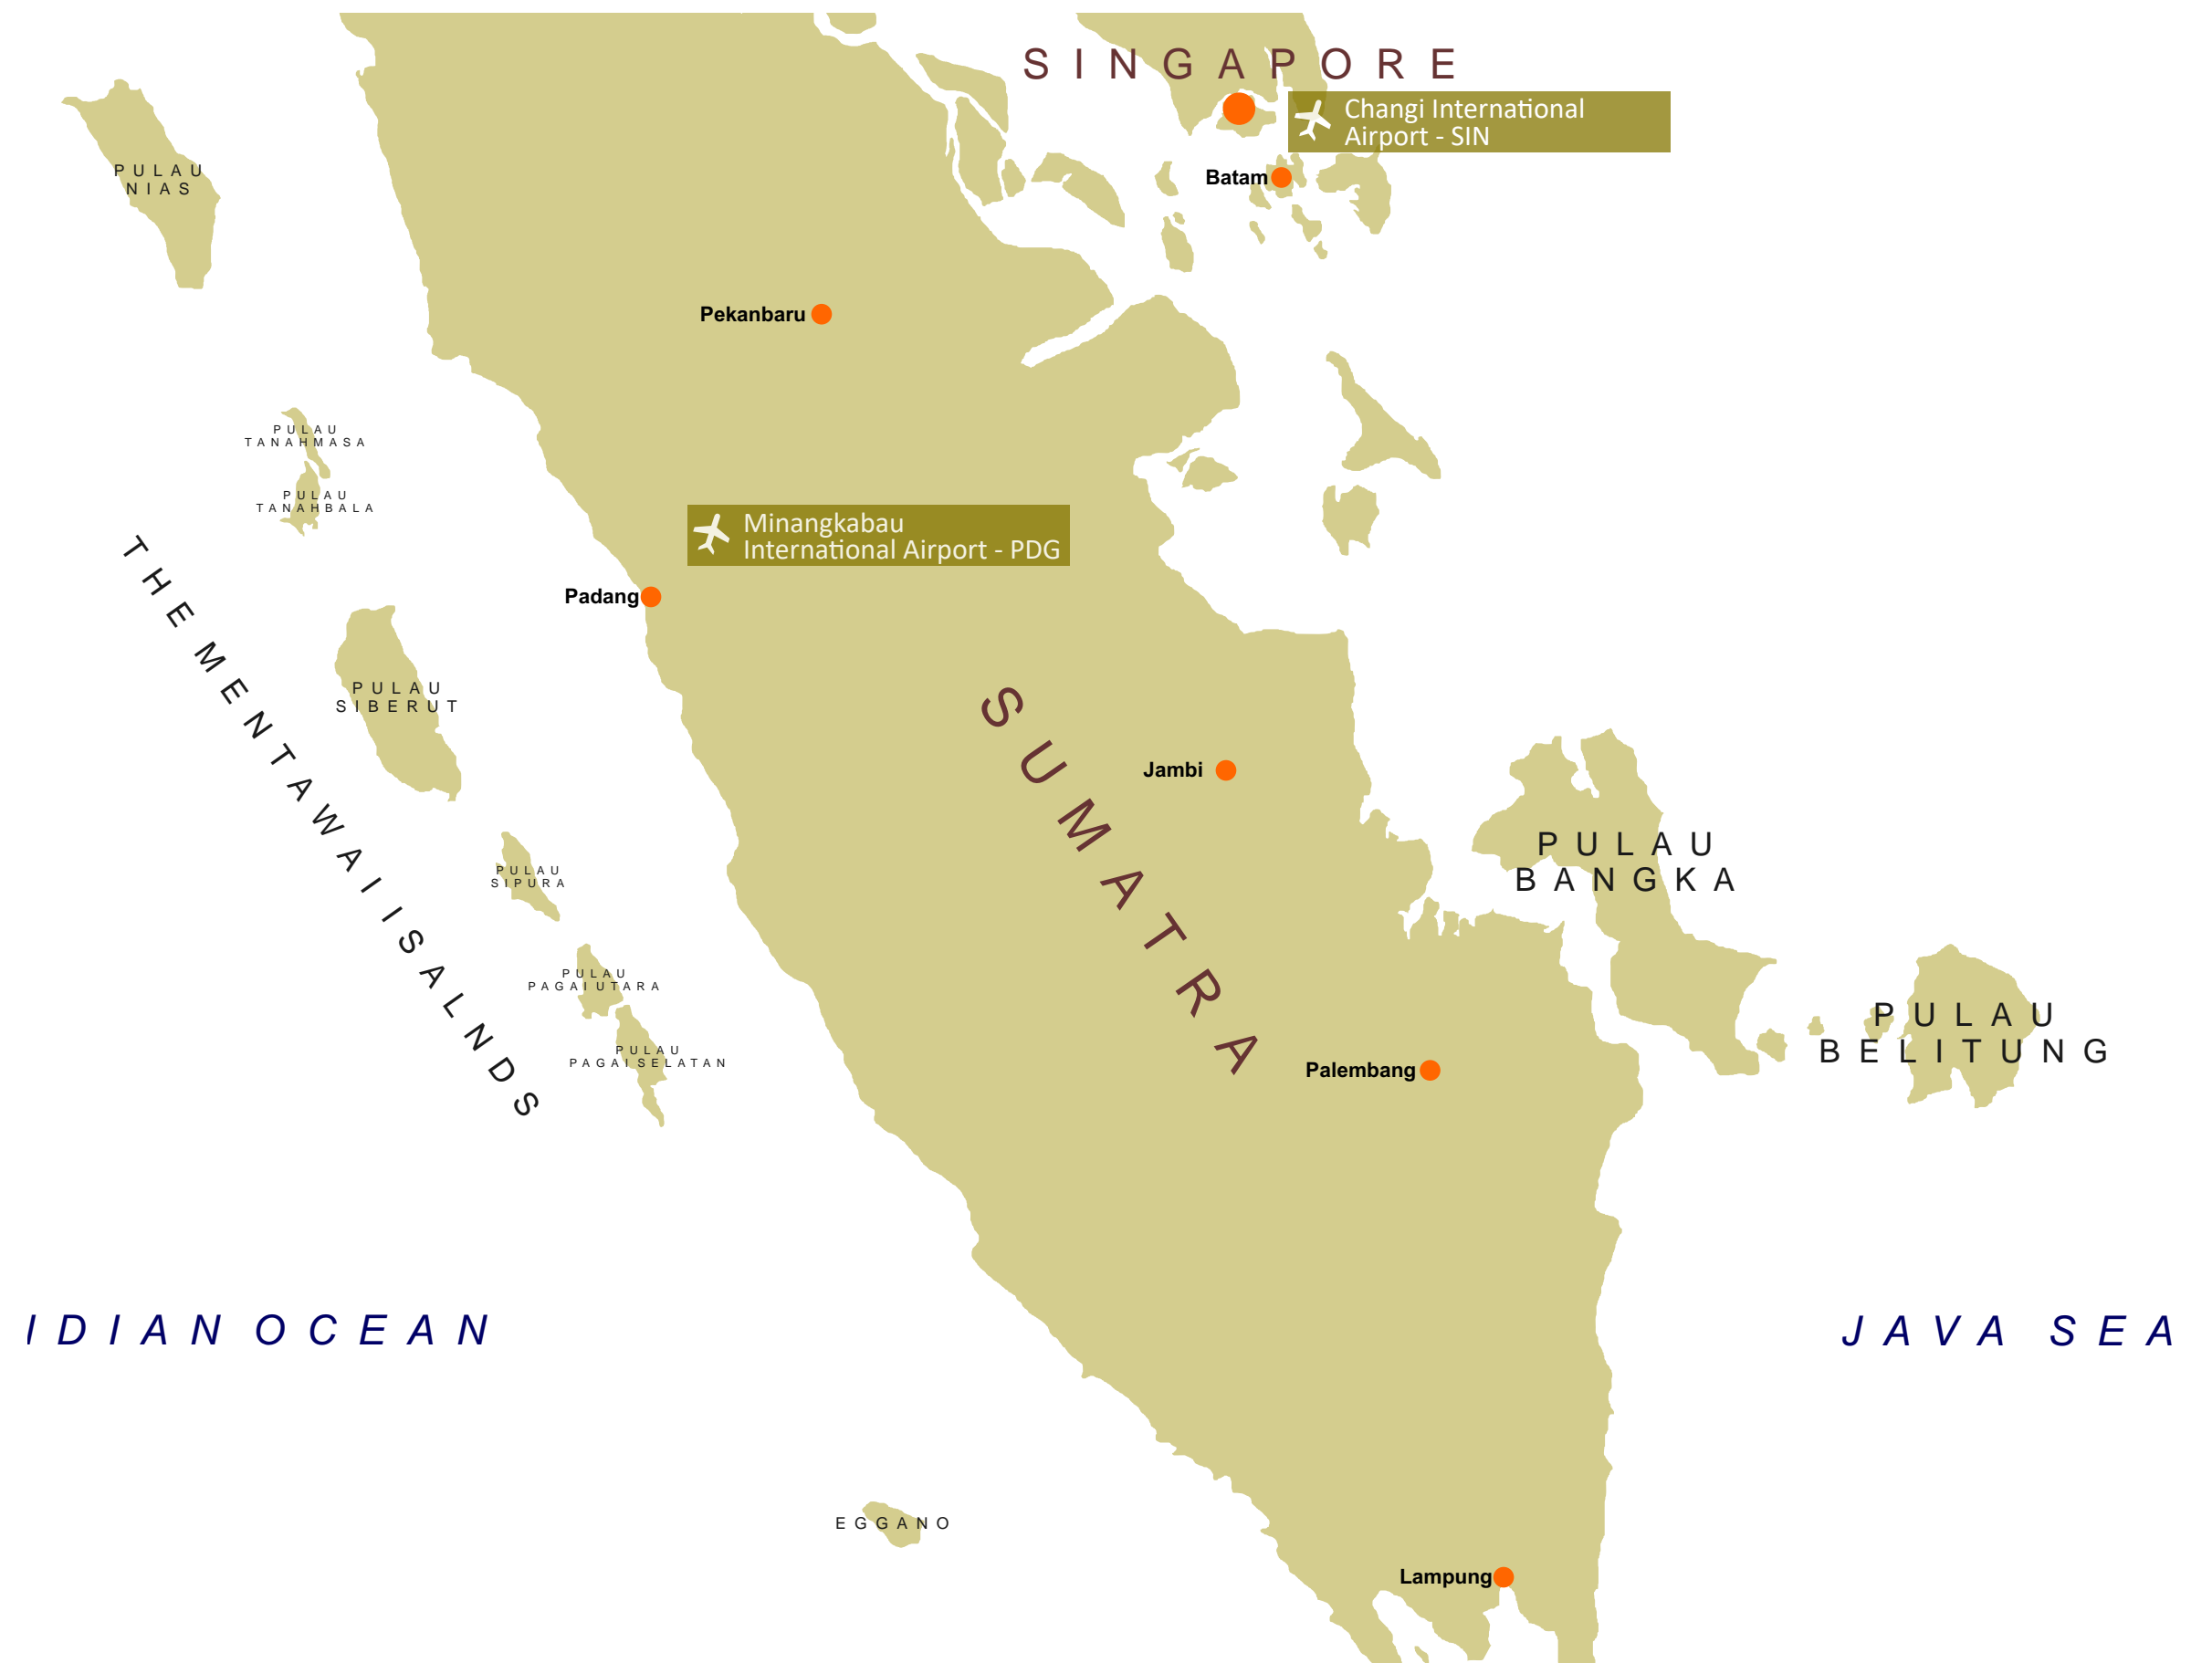 SINGAPORE
Changi International
Airport - SIN
PULAU
NIAS
Batam
Pekanbaru
PULAU
TANAHMASA
PULAU
TANAHBALA
Minangkabau
International Airport - PDG
THE MENTAWAI ISALNDS
Padang
PULAU
SIBERUT
SUMATRA
Jambi
PULAU
BANGKA
PULAU
SIPURA
PULAU
PAGAI UTARA
PULAU
BELITUNG
PULAU
PAGAI SELATAN
Palembang
IDIAN OCEAN
JAVA SEA
EGGANO
Lampung